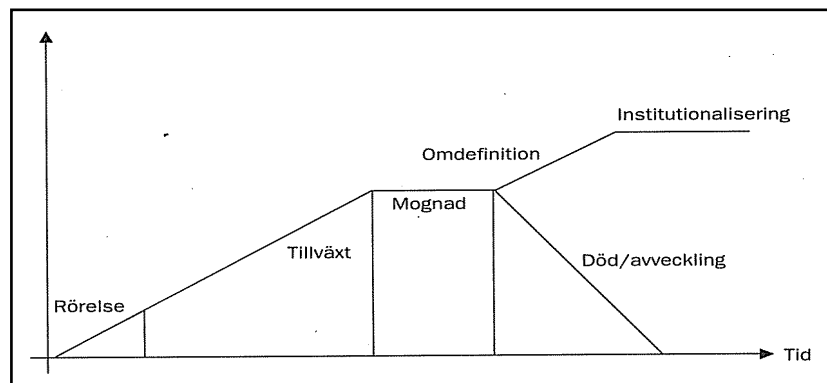 Institutionalisering
Omdefinition
Mognad
Tillväxt
Död/avveckling
Rörelse
Tid